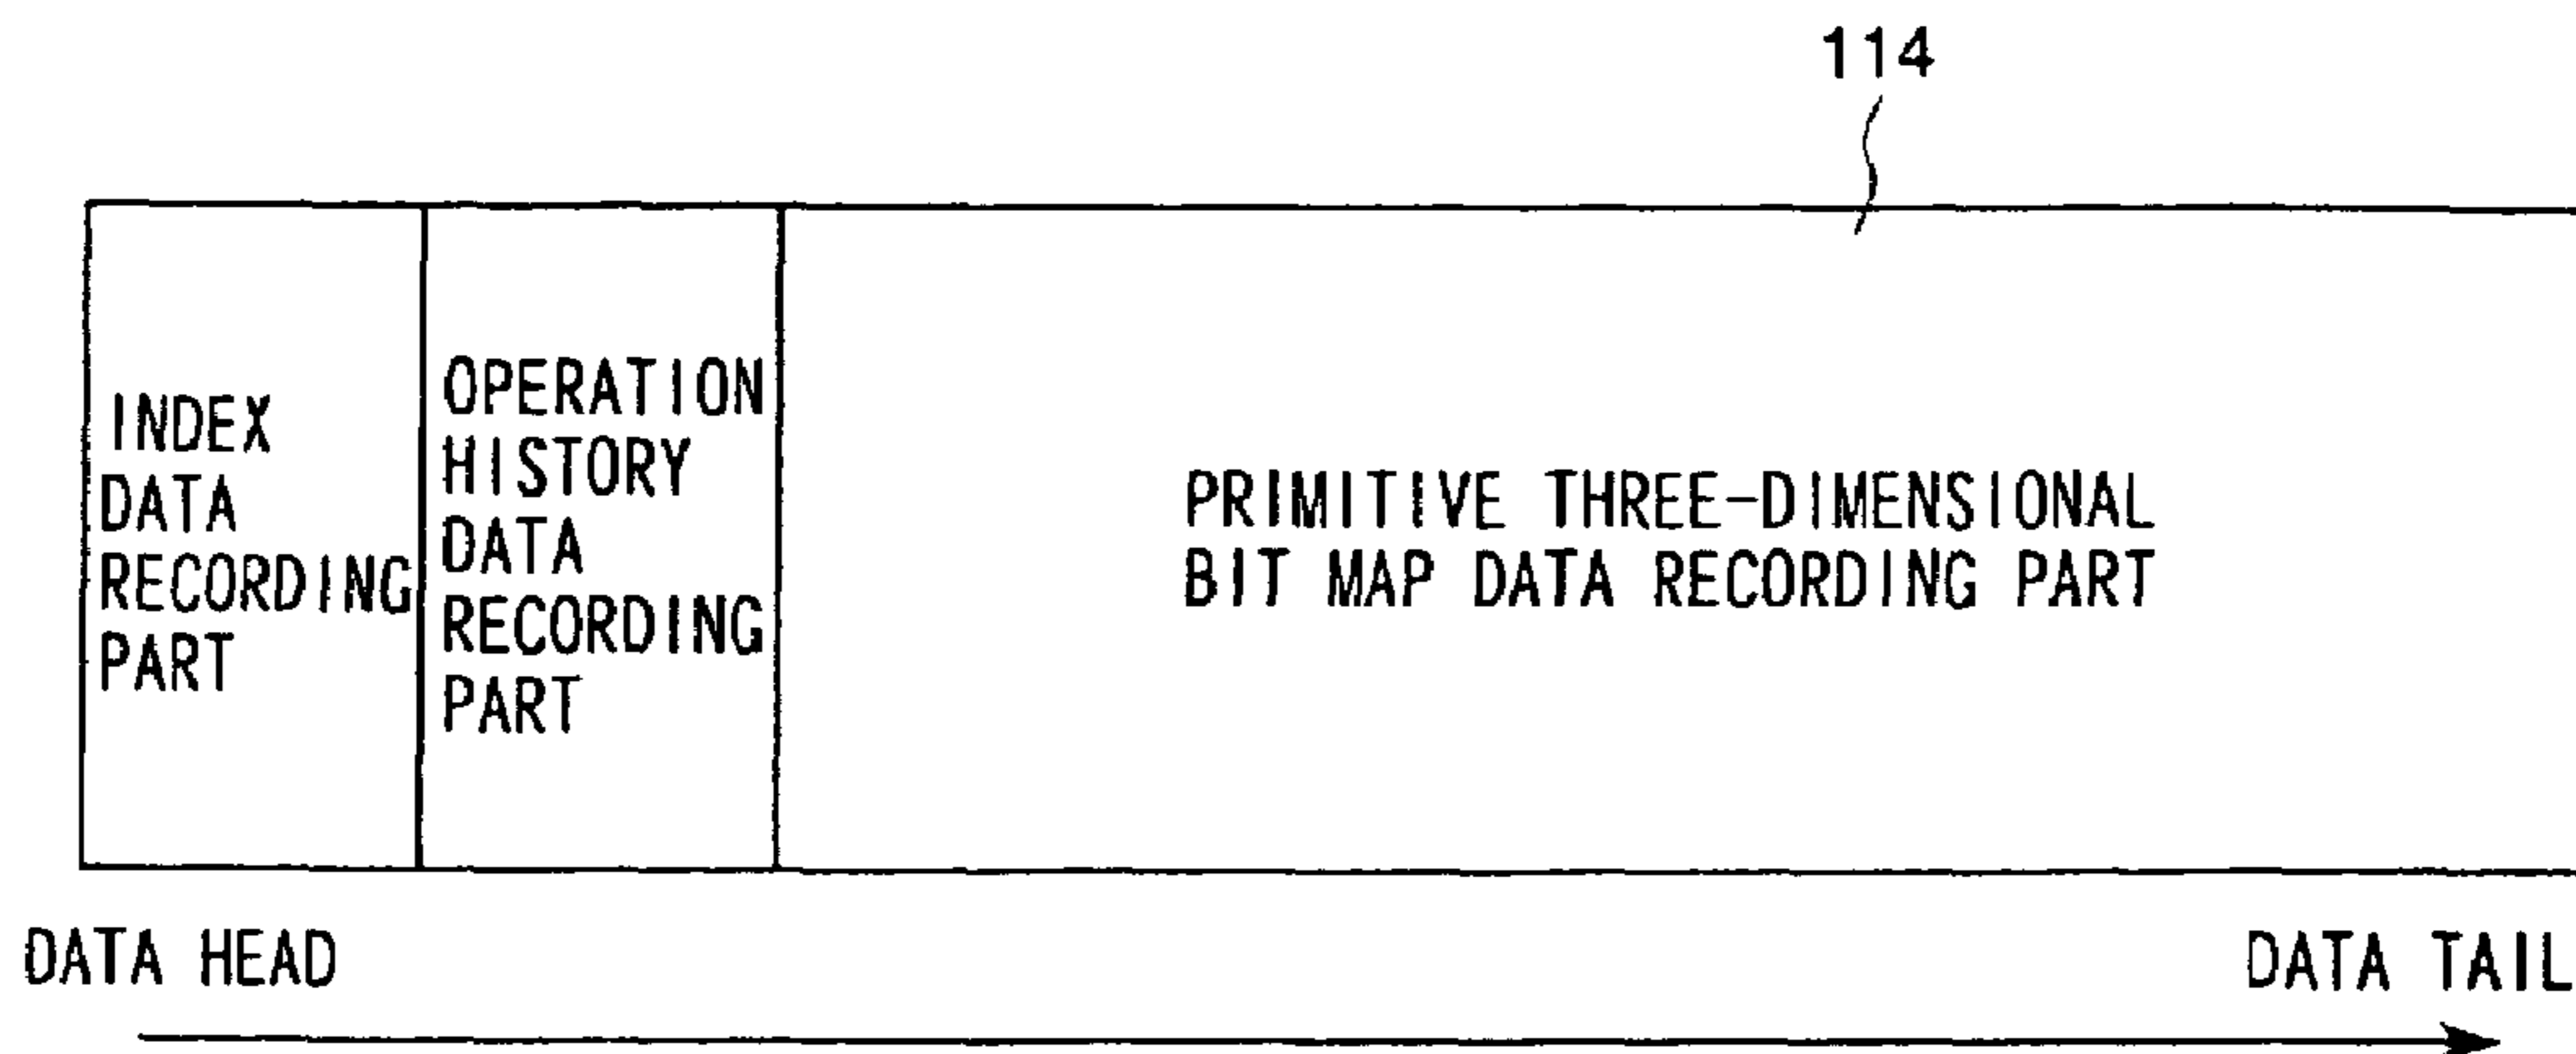 114
INDEX
DATA
RECORDING
PART
OPERATION
HISTORY
DATA
RECORDING
PART
PRIMITIVE THREE-DIMENSIONAL
BIT MAP DATA RECORDING PART
DATA HEAD
DATA TAIL